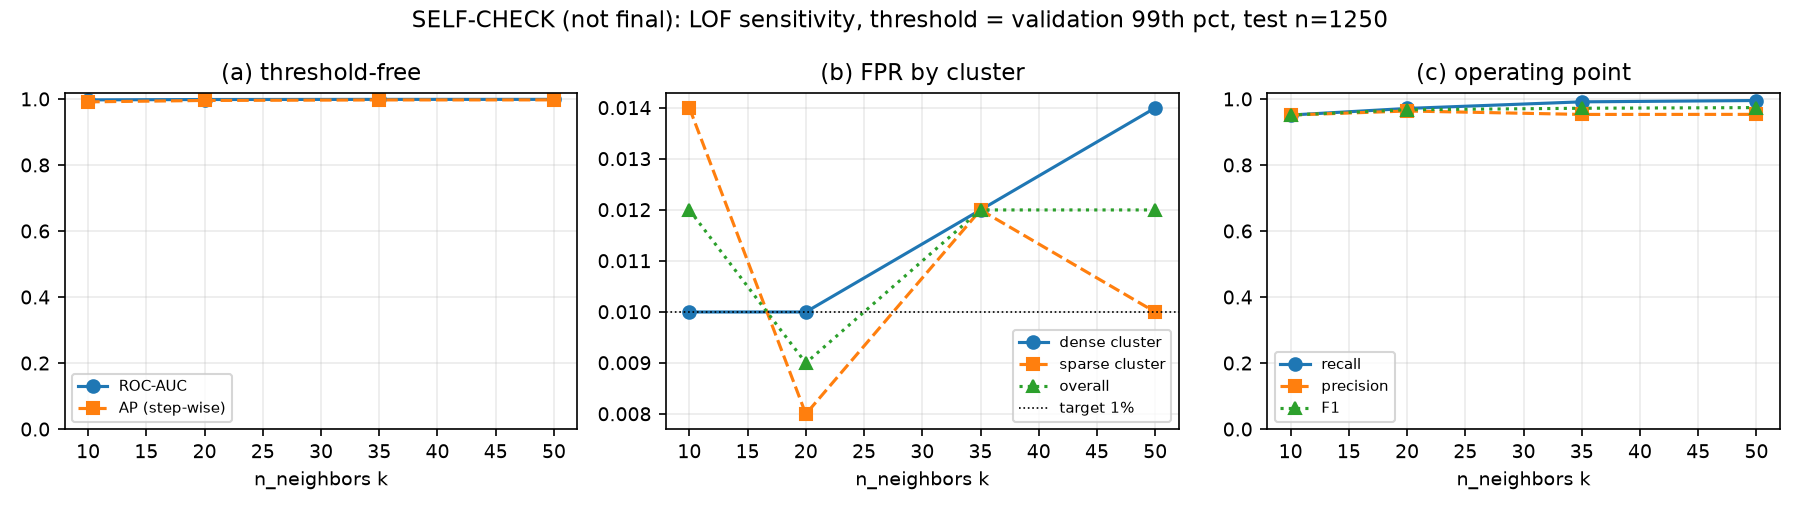 SELF-CHECK (not final): LOF sensitivity, threshold = validation 99th pct, test n=1250
(a) threshold-free
1.0
0.8
0.6
0.4
0.2
0.0
ROC-AUC
AP (step-wise)
10 15 20 25 30 35 40 45 50
n_neighbors k
(b) FPR by cluster
0.014
0.013
0.012
0.011
0.010
0.009
0.008
dense cluster
sparse cluster
overall
target 1%
10 15 20 25 30 35 40 45 50
n_neighbors k
(c) operating point
1.0
0.8
0.6
0.4
0.2
0.0
recall
precision
F1
10 15 20 25 30 35 40 45 50
n_neighbors k